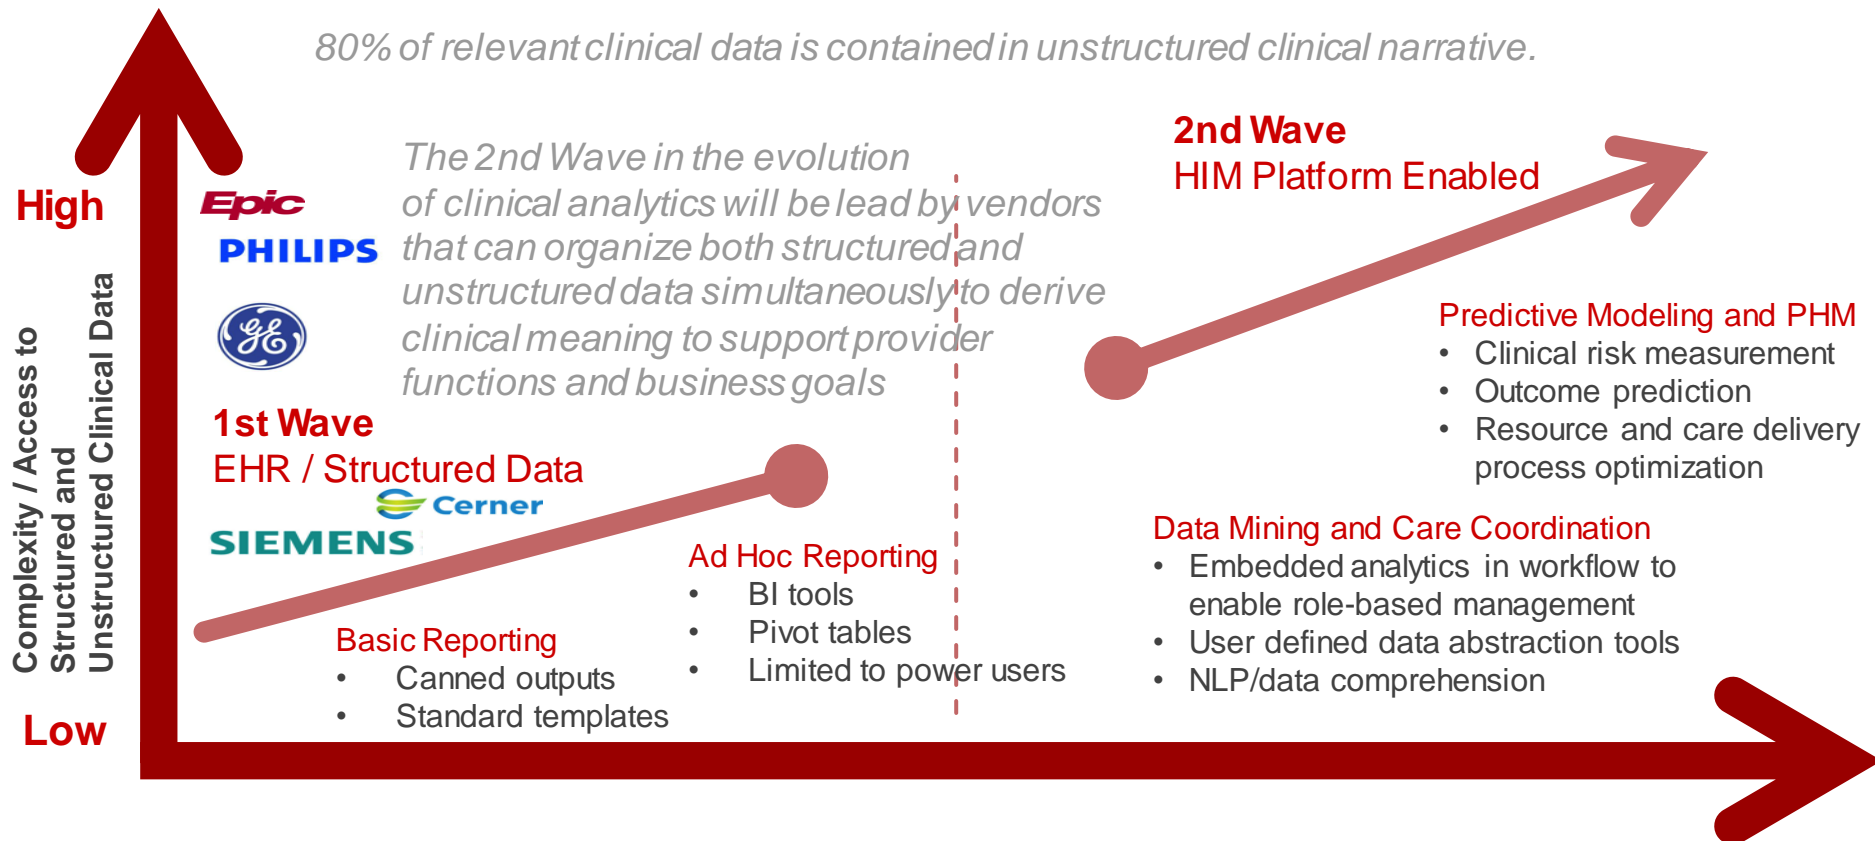 80% of relevant clinical data is contained in unstructured clinical narrative.
The 2nd Wave in the evolution
of clinical analytics will be lead by vendors
that can organize both structured and
unstructured data simultaneously to derive
clinical meaning to support provider
functions and business goals
2nd Wave
HIM Platform Enabled
High
Low
Complexity / Access to
Structured and
Unstructured Clinical Data
Epic
PHILIPS
GE
1st Wave
EHR / Structured Data
Cerner
SIEMENS
Basic Reporting
• Canned outputs
• Standard templates
Ad Hoc Reporting
• BI tools
• Pivot tables
• Limited to power users
Predictive Modeling and PHM
• Clinical risk measurement
• Outcome prediction
• Resource and care delivery
process optimization
Data Mining and Care Coordination
• Embedded analytics in workflow to
enable role-based management
• User defined data abstraction tools
• NLP/data comprehension